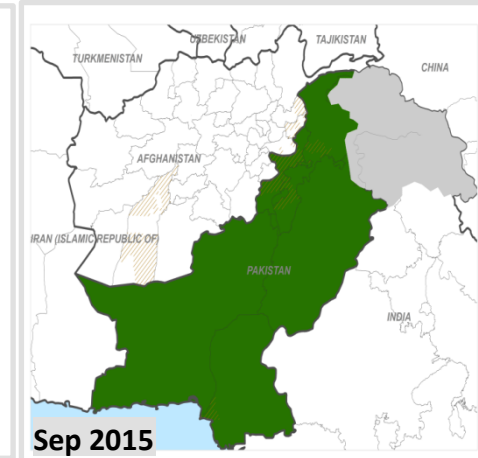 UZBEKISTAN
TAJIKISTAN
TURKMENISTAN
CHINA
AFGHANISTAN
IRAN (ISLAMIC REPUBLIC OF)
PAKISTAN
INDIA
Sep 2015